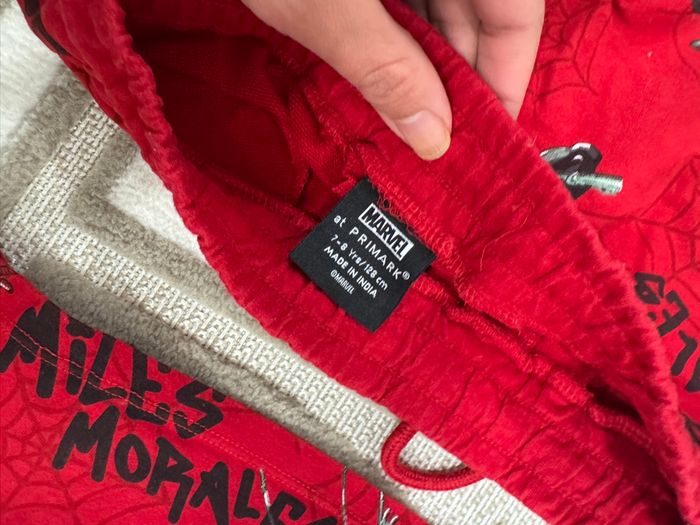 MARVEL
at PRIMARK®
7-8 Yrs/128 cm
MADE IN INDIA
©MARVEL
MILES
MORALES